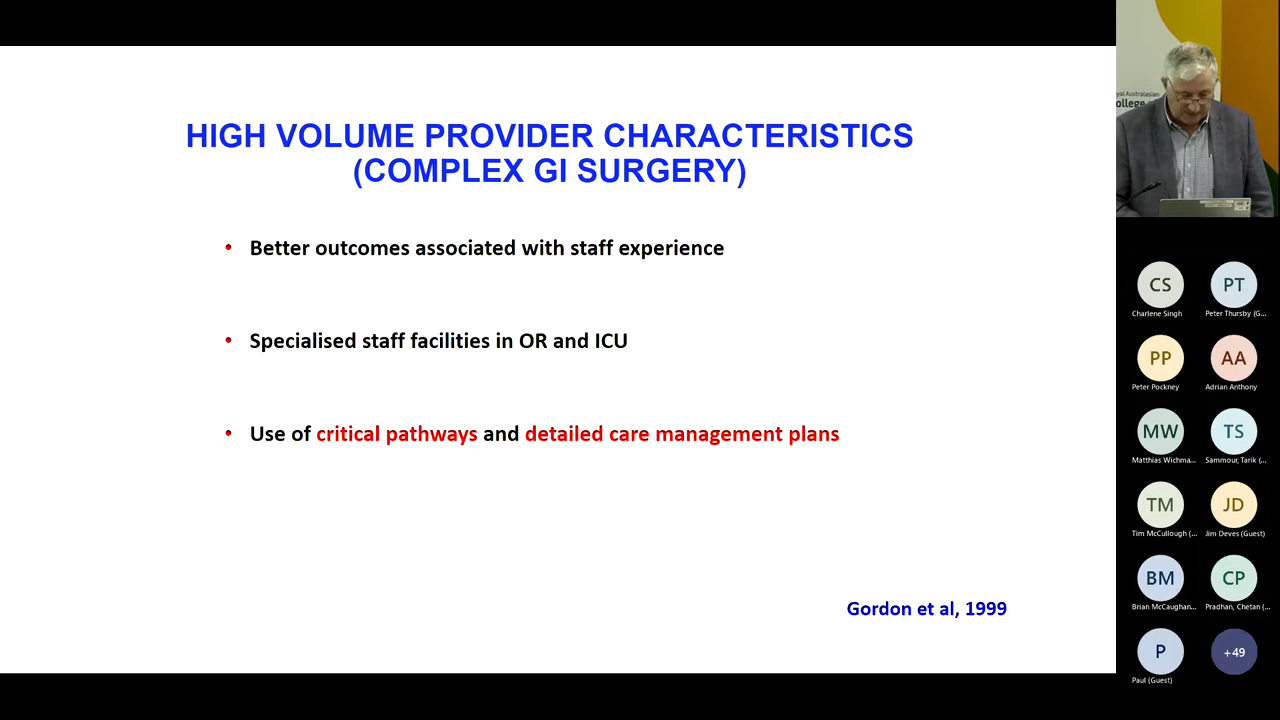 HIGH VOLUME PROVIDER CHARACTERISTICS
(COMPLEX GI SURGERY)
• Better outcomes associated with staff experience
• Specialised staff facilities in OR and ICU
• Use of critical pathways and detailed care management plans
Gordon et al, 1999
yal Australasian
ollege
CS
PT
Charlene Singh
Peter Thursby (G...
PP
AA
Peter Pockney
Adrian Anthony
MW
TS
Matthias Wichma...
Sammour, Tarik (...
TM
JD
Tim McCullough (...
Jim Deves (Guest)
BM
CP
Brian McCaughan...
Pradhan, Chetan (...
P
+49
Paul (Guest)